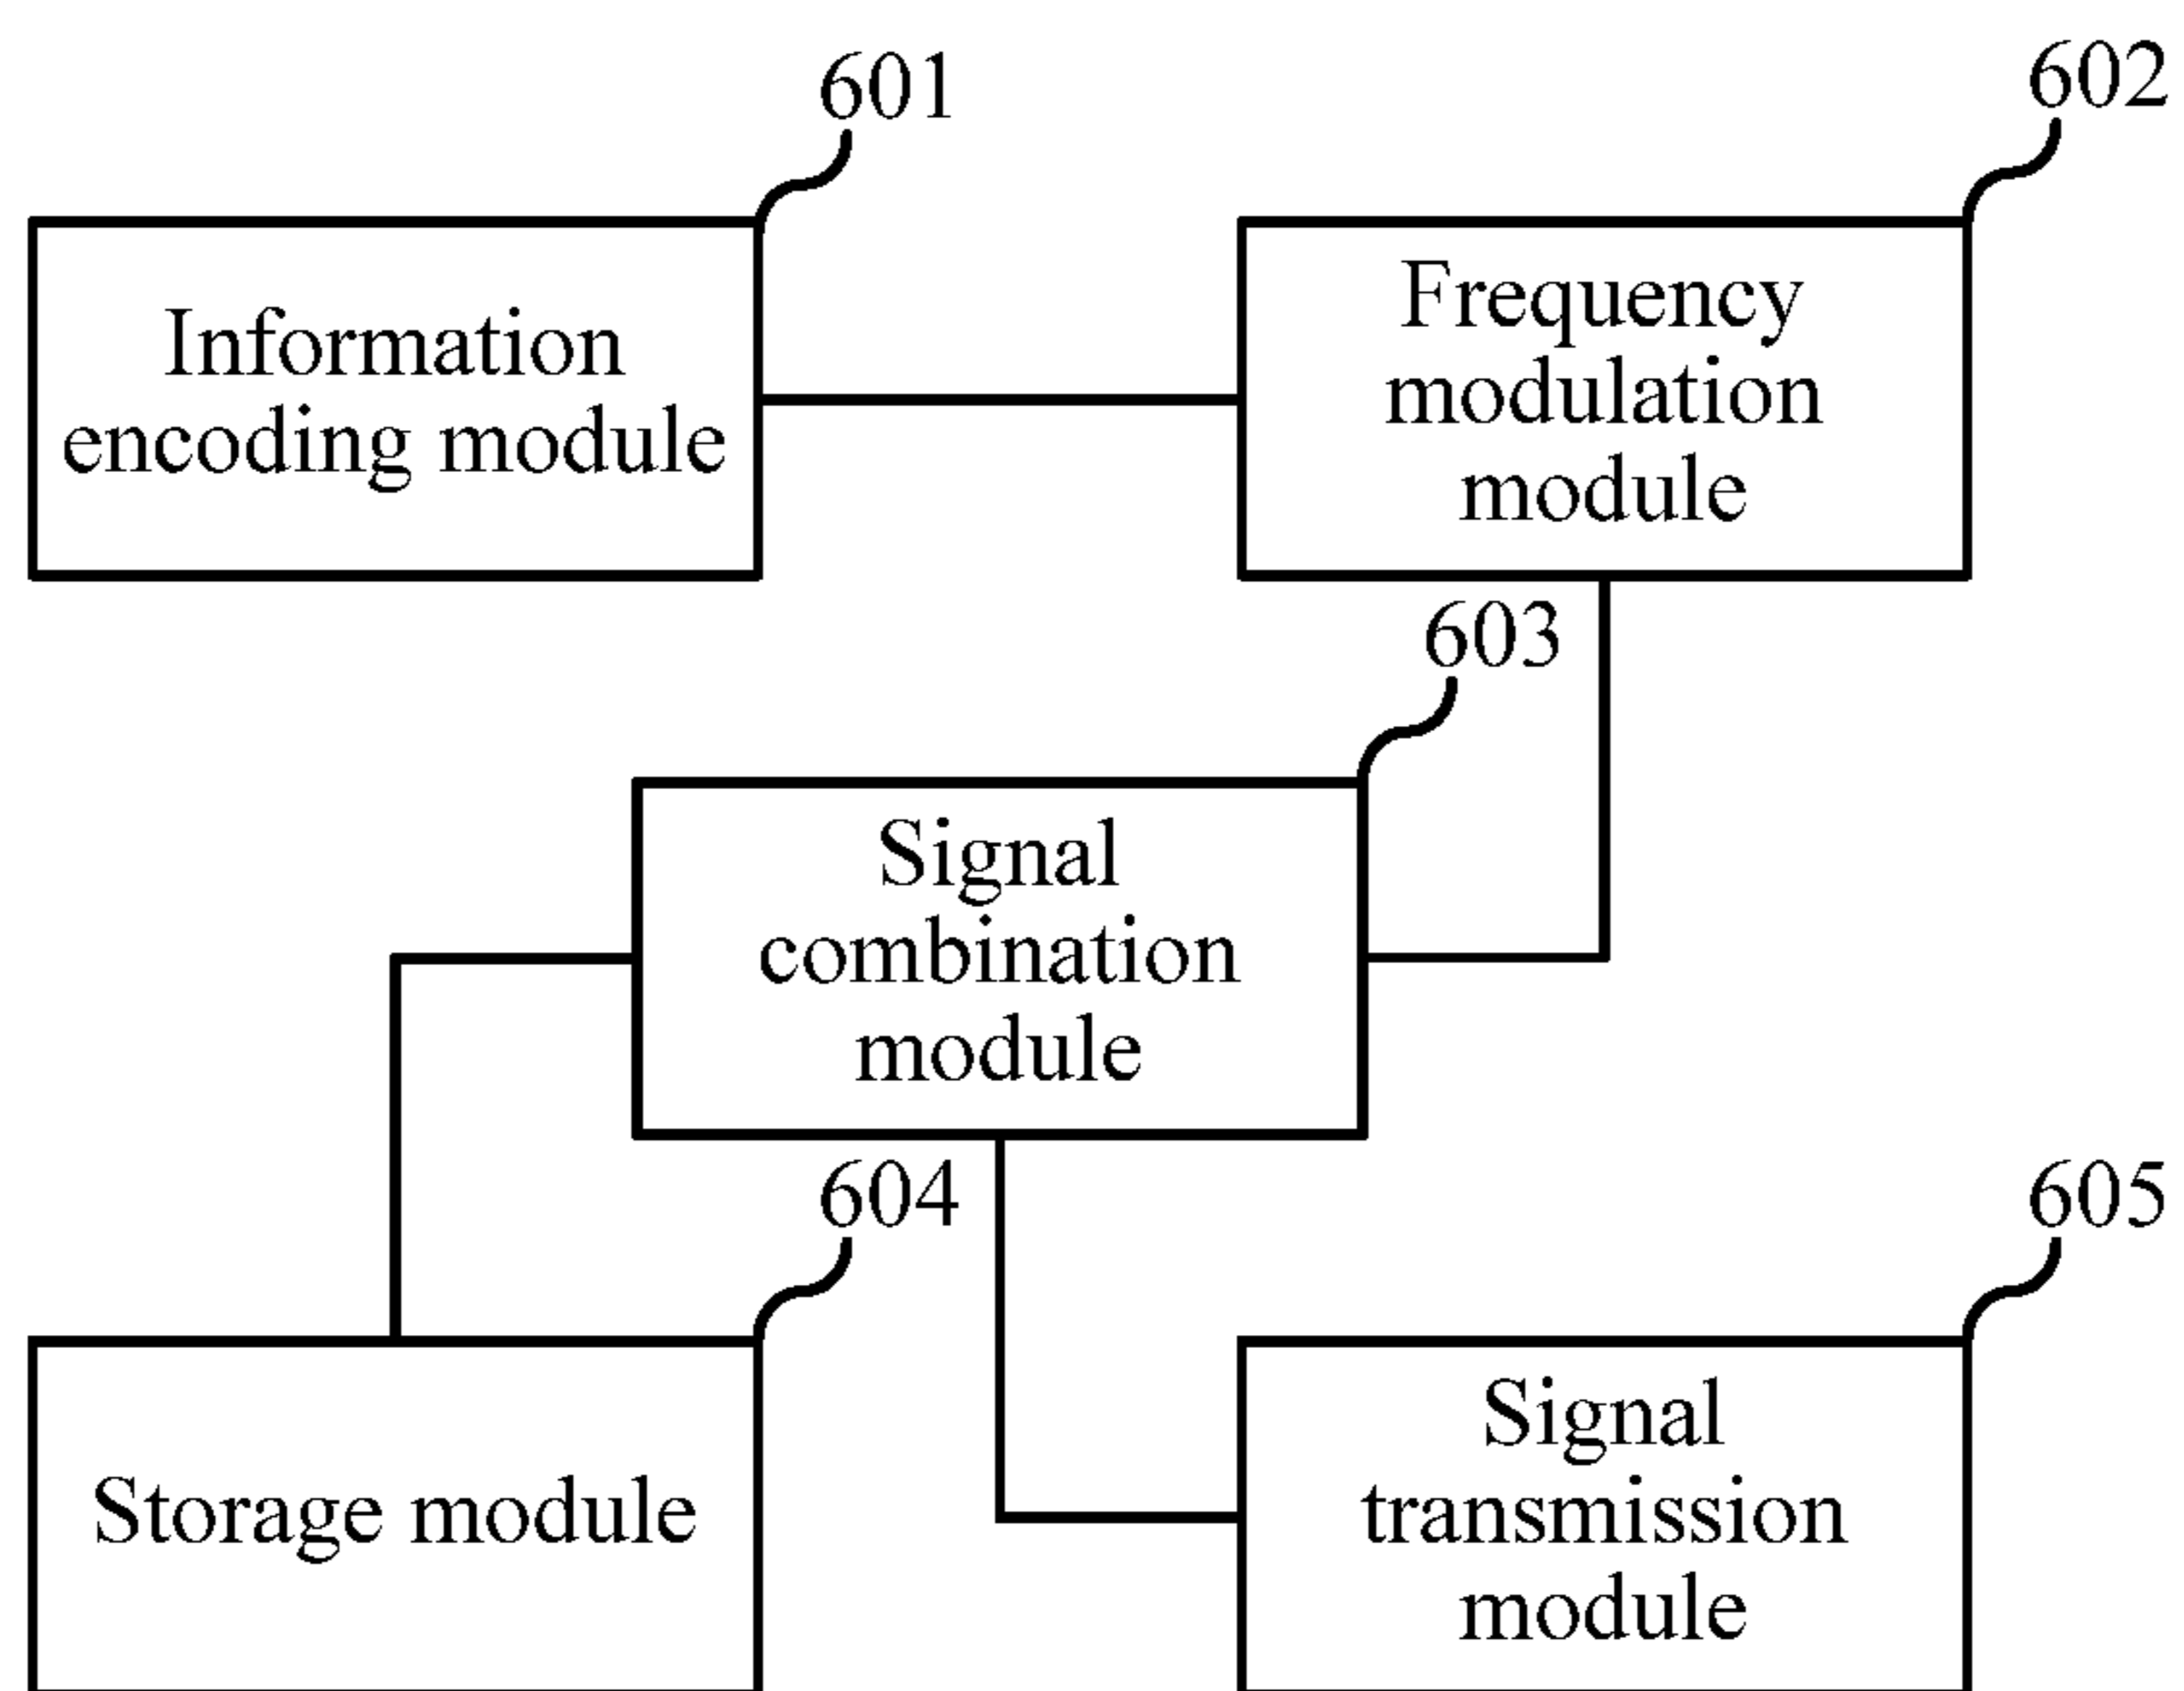 601
602
Information
encoding module
Frequency
modulation
module
603
Signal
combination
module
604
605
Storage module
Signal
transmission
module